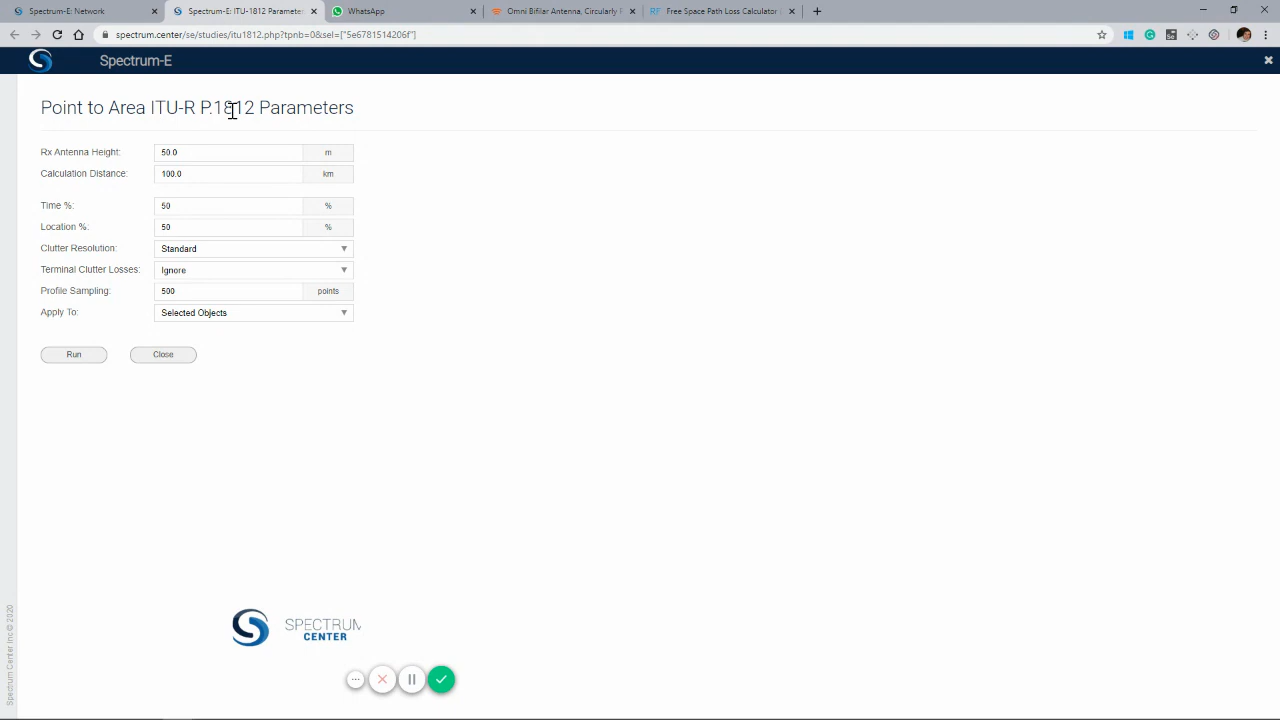 Spectrum-E: Network
Spectrum-E: ITU-1812 Parameter
WhatsApp
Omni Bifilar Antenna, Circularly P
Free Space Path Loss Calculator
spectrum.center/se/studies/itu1812.php?tpnb=0&sel=["5e6781514206f"]
Spectrum-E
Point to Area ITU-R P.1812 Parameters
Rx Antenna Height: 50.0 m
Calculation Distance: 100.0 km
Time %: 50 %
Location %: 50 %
Clutter Resolution: Standard
Terminal Clutter Losses: Ignore
Profile Sampling: 500 points
Apply To: Selected Objects
Run Close
SPECTRUM
CENTER
Spectrum Center Inc © 2020